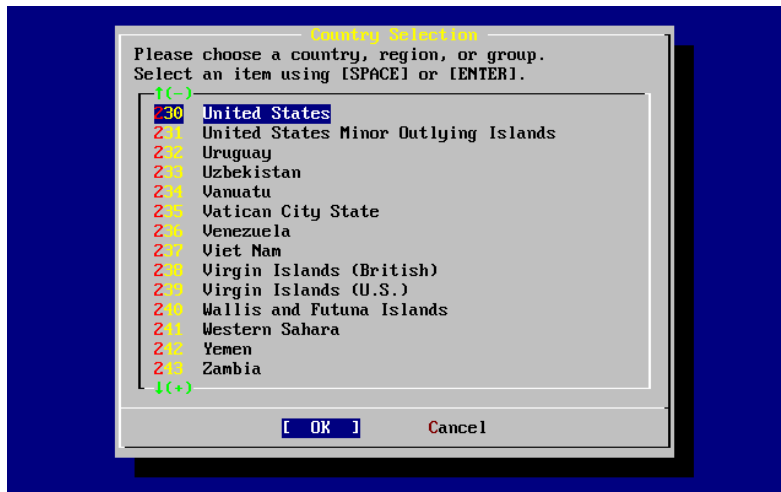 Country Selection
Please choose a country, region, or group.
Select an item using [SPACE] or [ENTER].
↑(-)
230 United States
231 United States Minor Outlying Islands
232 Uruguay
233 Uzbekistan
234 Vanuatu
235 Vatican City State
236 Venezuela
237 Viet Nam
238 Virgin Islands (British)
239 Virgin Islands (U.S.)
240 Wallis and Futuna Islands
241 Western Sahara
242 Yemen
243 Zambia
↓(+)
[ OK ] Cancel